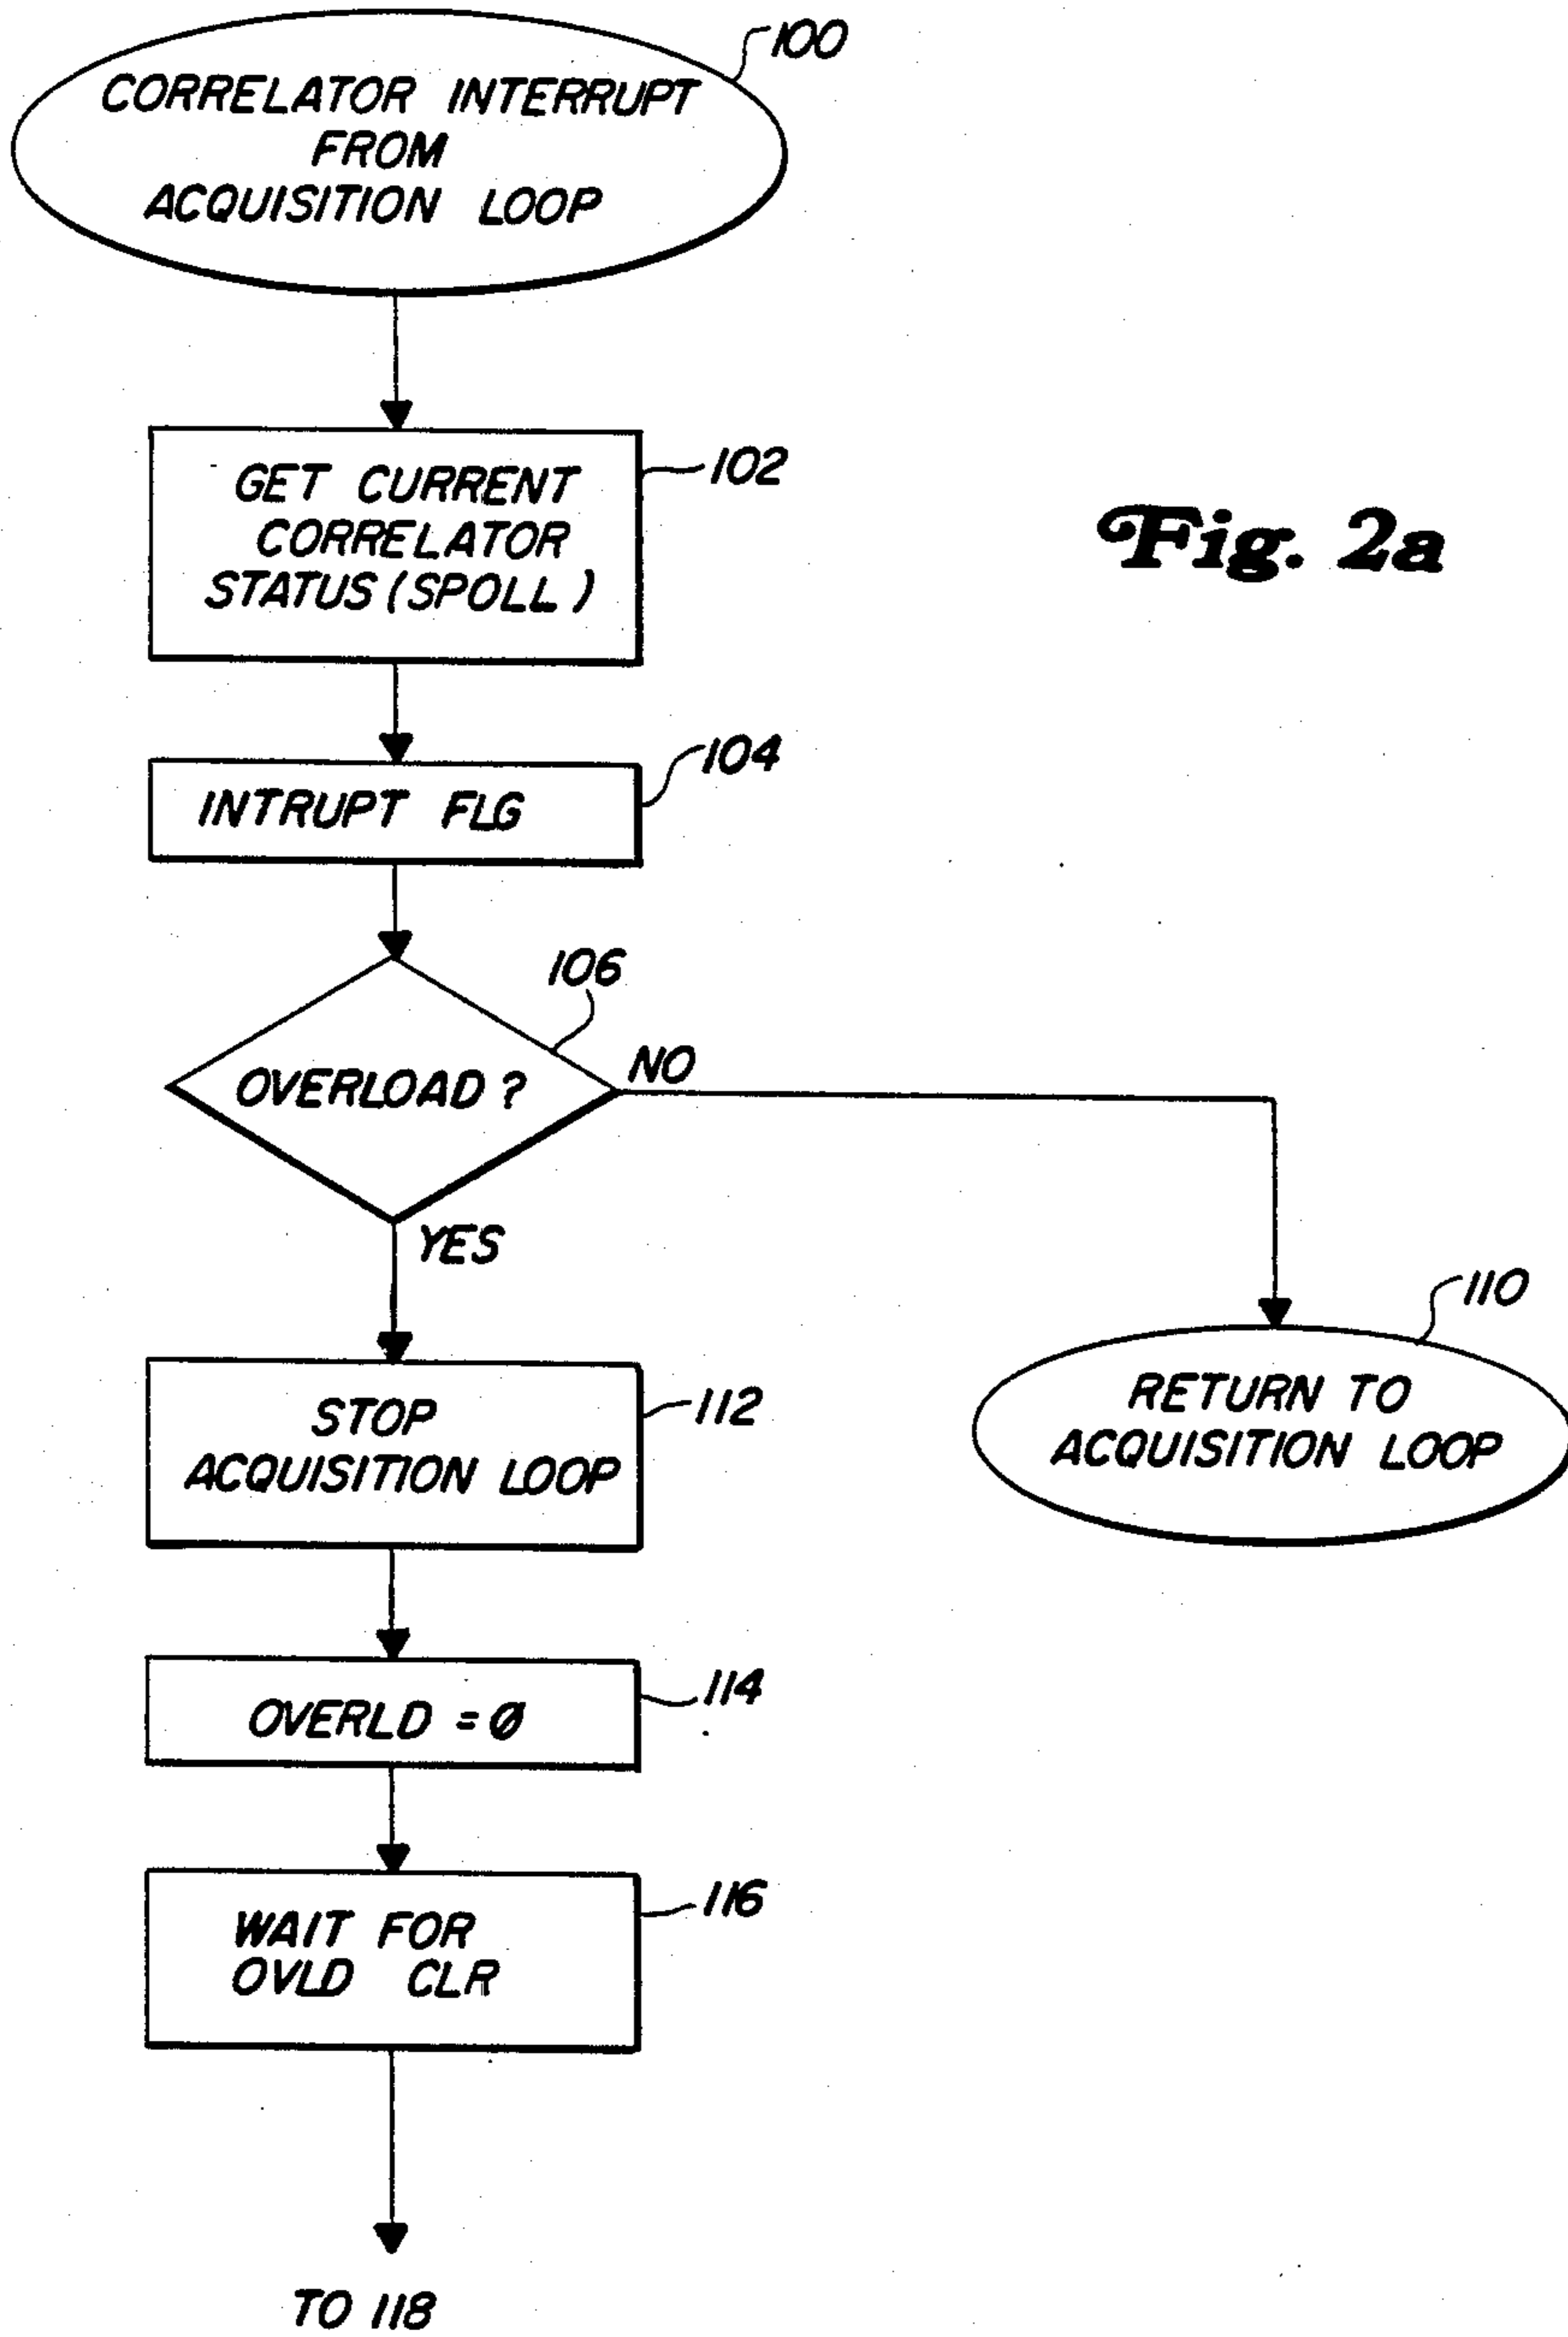 100
CORRELATOR INTERRUPT
FROM
ACQUISITION LOOP
102
GET CURRENT
CORRELATOR
STATUS (SPOLL)
Fig. 2a
104
INTRUPT FLG
106
OVERLOAD ?
NO
YES
110
RETURN TO
ACQUISITION LOOP
112
STOP
ACQUISITION LOOP
114
OVERLD = Ø
116
WAIT FOR
OVLD CLR
TO 118